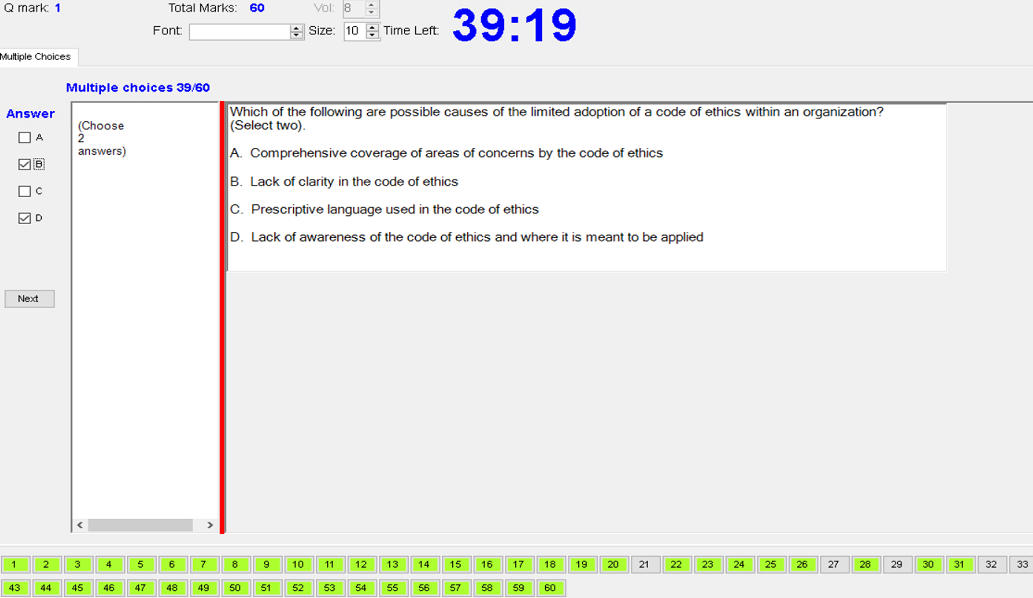 Q mark: 1 Total Marks: 60 Vol: 8
Font: Size: 10 Time Left: 39:19
Multiple Choices
Multiple choices 39/60
Answer
A
B
C
D
Next
(Choose
2
answers)
Which of the following are possible causes of the limited adoption of a code of ethics within an organization?
(Select two).
A. Comprehensive coverage of areas of concerns by the code of ethics
B. Lack of clarity in the code of ethics
C. Prescriptive language used in the code of ethics
D. Lack of awareness of the code of ethics and where it is meant to be applied
1 2 3 4 5 6 7 8 9 10 11 12 13 14 15 16 17 18 19 20 21 22 23 24 25 26 27 28 29 30 31 32 33
43 44 45 46 47 48 49 50 51 52 53 54 55 56 57 58 59 60